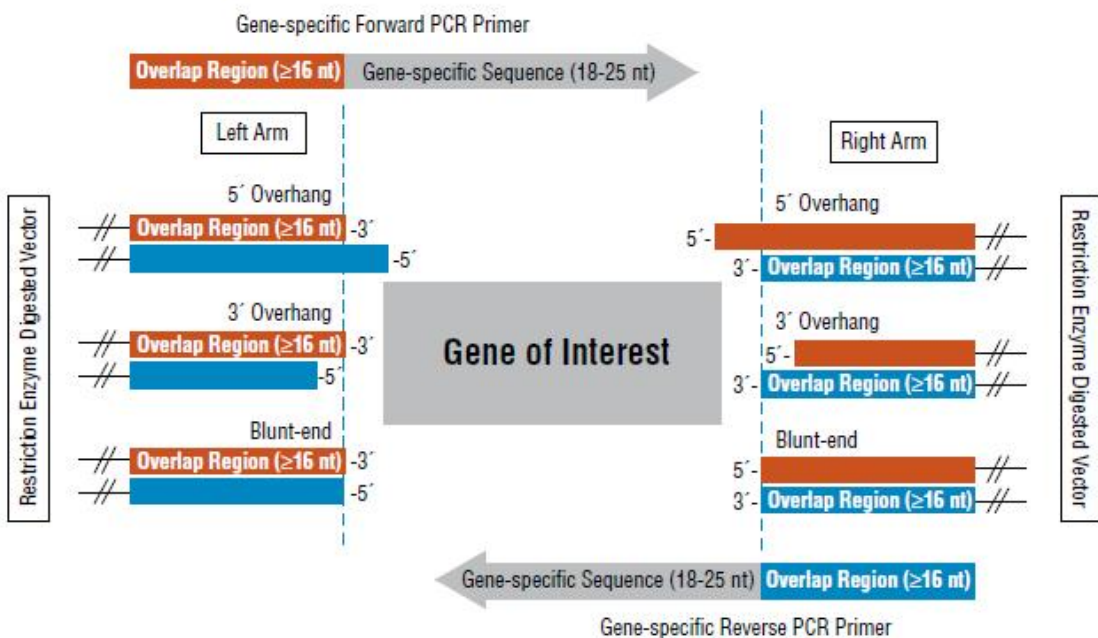 Gene-specific Forward PCR Primer
Overlap Region (≥16 nt) Gene-specific Sequence (18-25 nt)
Left Arm
Right Arm
Restriction Enzyme Digested Vector
5´ Overhang
Overlap Region (≥16 nt) -3´
-5´
3´ Overhang
Overlap Region (≥16 nt) -3´
-5´
Blunt-end
Overlap Region (≥16 nt) -3´
-5´
Gene of Interest
5´ Overhang
5´-
3´- Overlap Region (≥16 nt)
3´ Overhang
5´-
3´- Overlap Region (≥16 nt)
Blunt-end
5´-
3´- Overlap Region (≥16 nt)
Restriction Enzyme Digested Vector
Gene-specific Sequence (18-25 nt) Overlap Region (≥16 nt)
Gene-specific Reverse PCR Primer